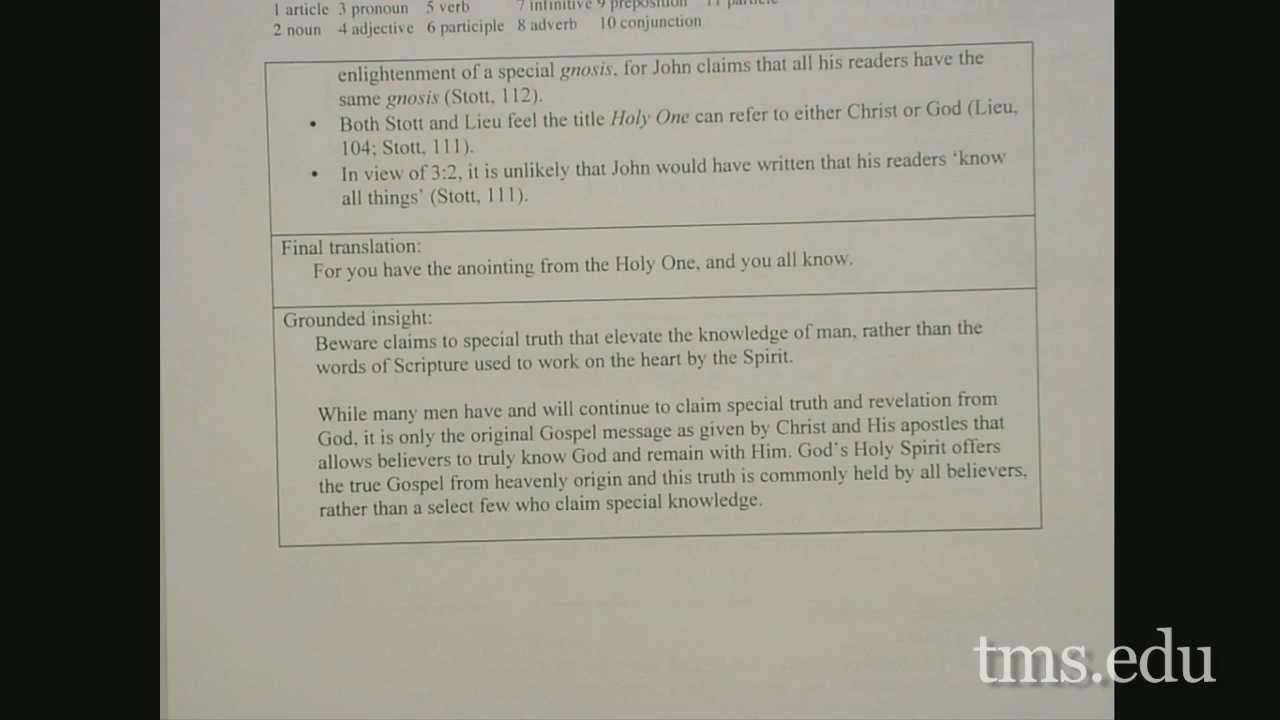 1 article 3 pronoun 5 verb 7 infinitive 9 preposition 11 particle
2 noun 4 adjective 6 participle 8 adverb 10 conjunction
enlightenment of a special gnosis, for John claims that all his readers have the
same gnosis (Stott, 112).
• Both Stott and Lieu feel the title Holy One can refer to either Christ or God (Lieu,
104; Stott, 111).
• In view of 3:2, it is unlikely that John would have written that his readers ‘know
all things’ (Stott, 111).
Final translation:
For you have the anointing from the Holy One, and you all know.
Grounded insight:
Beware claims to special truth that elevate the knowledge of man, rather than the
words of Scripture used to work on the heart by the Spirit.
While many men have and will continue to claim special truth and revelation from
God, it is only the original Gospel message as given by Christ and His apostles that
allows believers to truly know God and remain with Him. God’s Holy Spirit offers
the true Gospel from heavenly origin and this truth is commonly held by all believers,
rather than a select few who claim special knowledge.
tms.edu